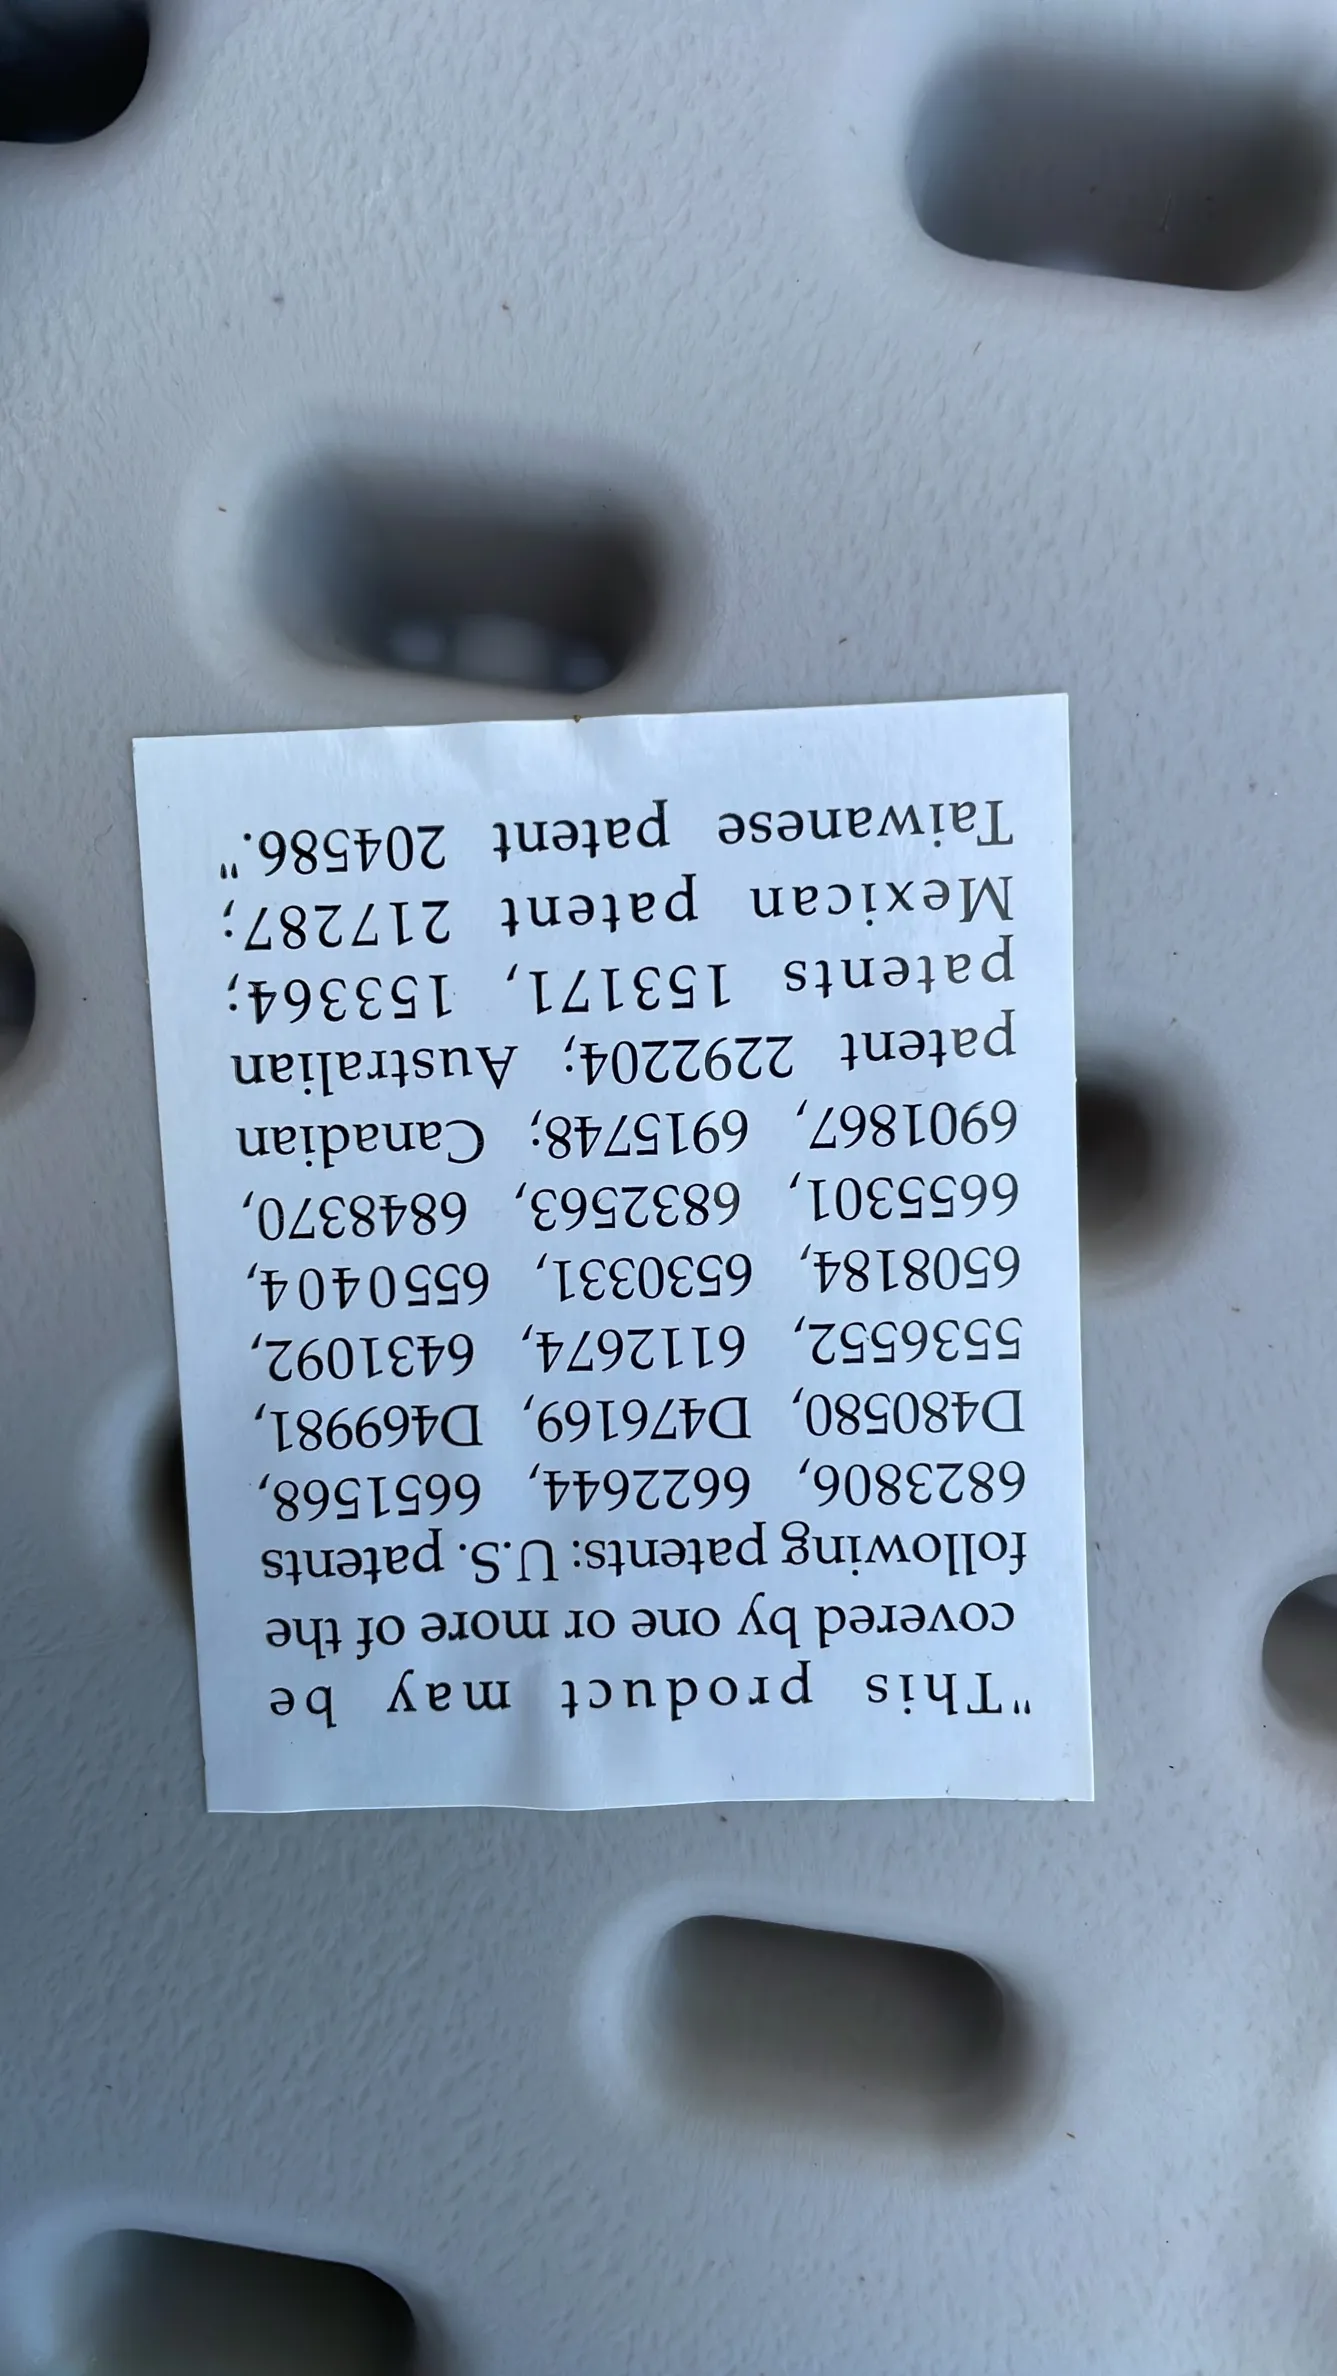 "This product may be
covered by one or more of the
following patents: U.S. patents
6823806, 6622644, 6651568,
D480580, D476169, D469981,
5536552, 6112674, 6431092,
6508184, 6530331, 6550404,
6655301, 6832563, 6848370,
6901867, 6915748; Canadian
patent 2292204; Australian
patents 153171, 153364;
Mexican patent 217287;
Taiwanese patent 204586."